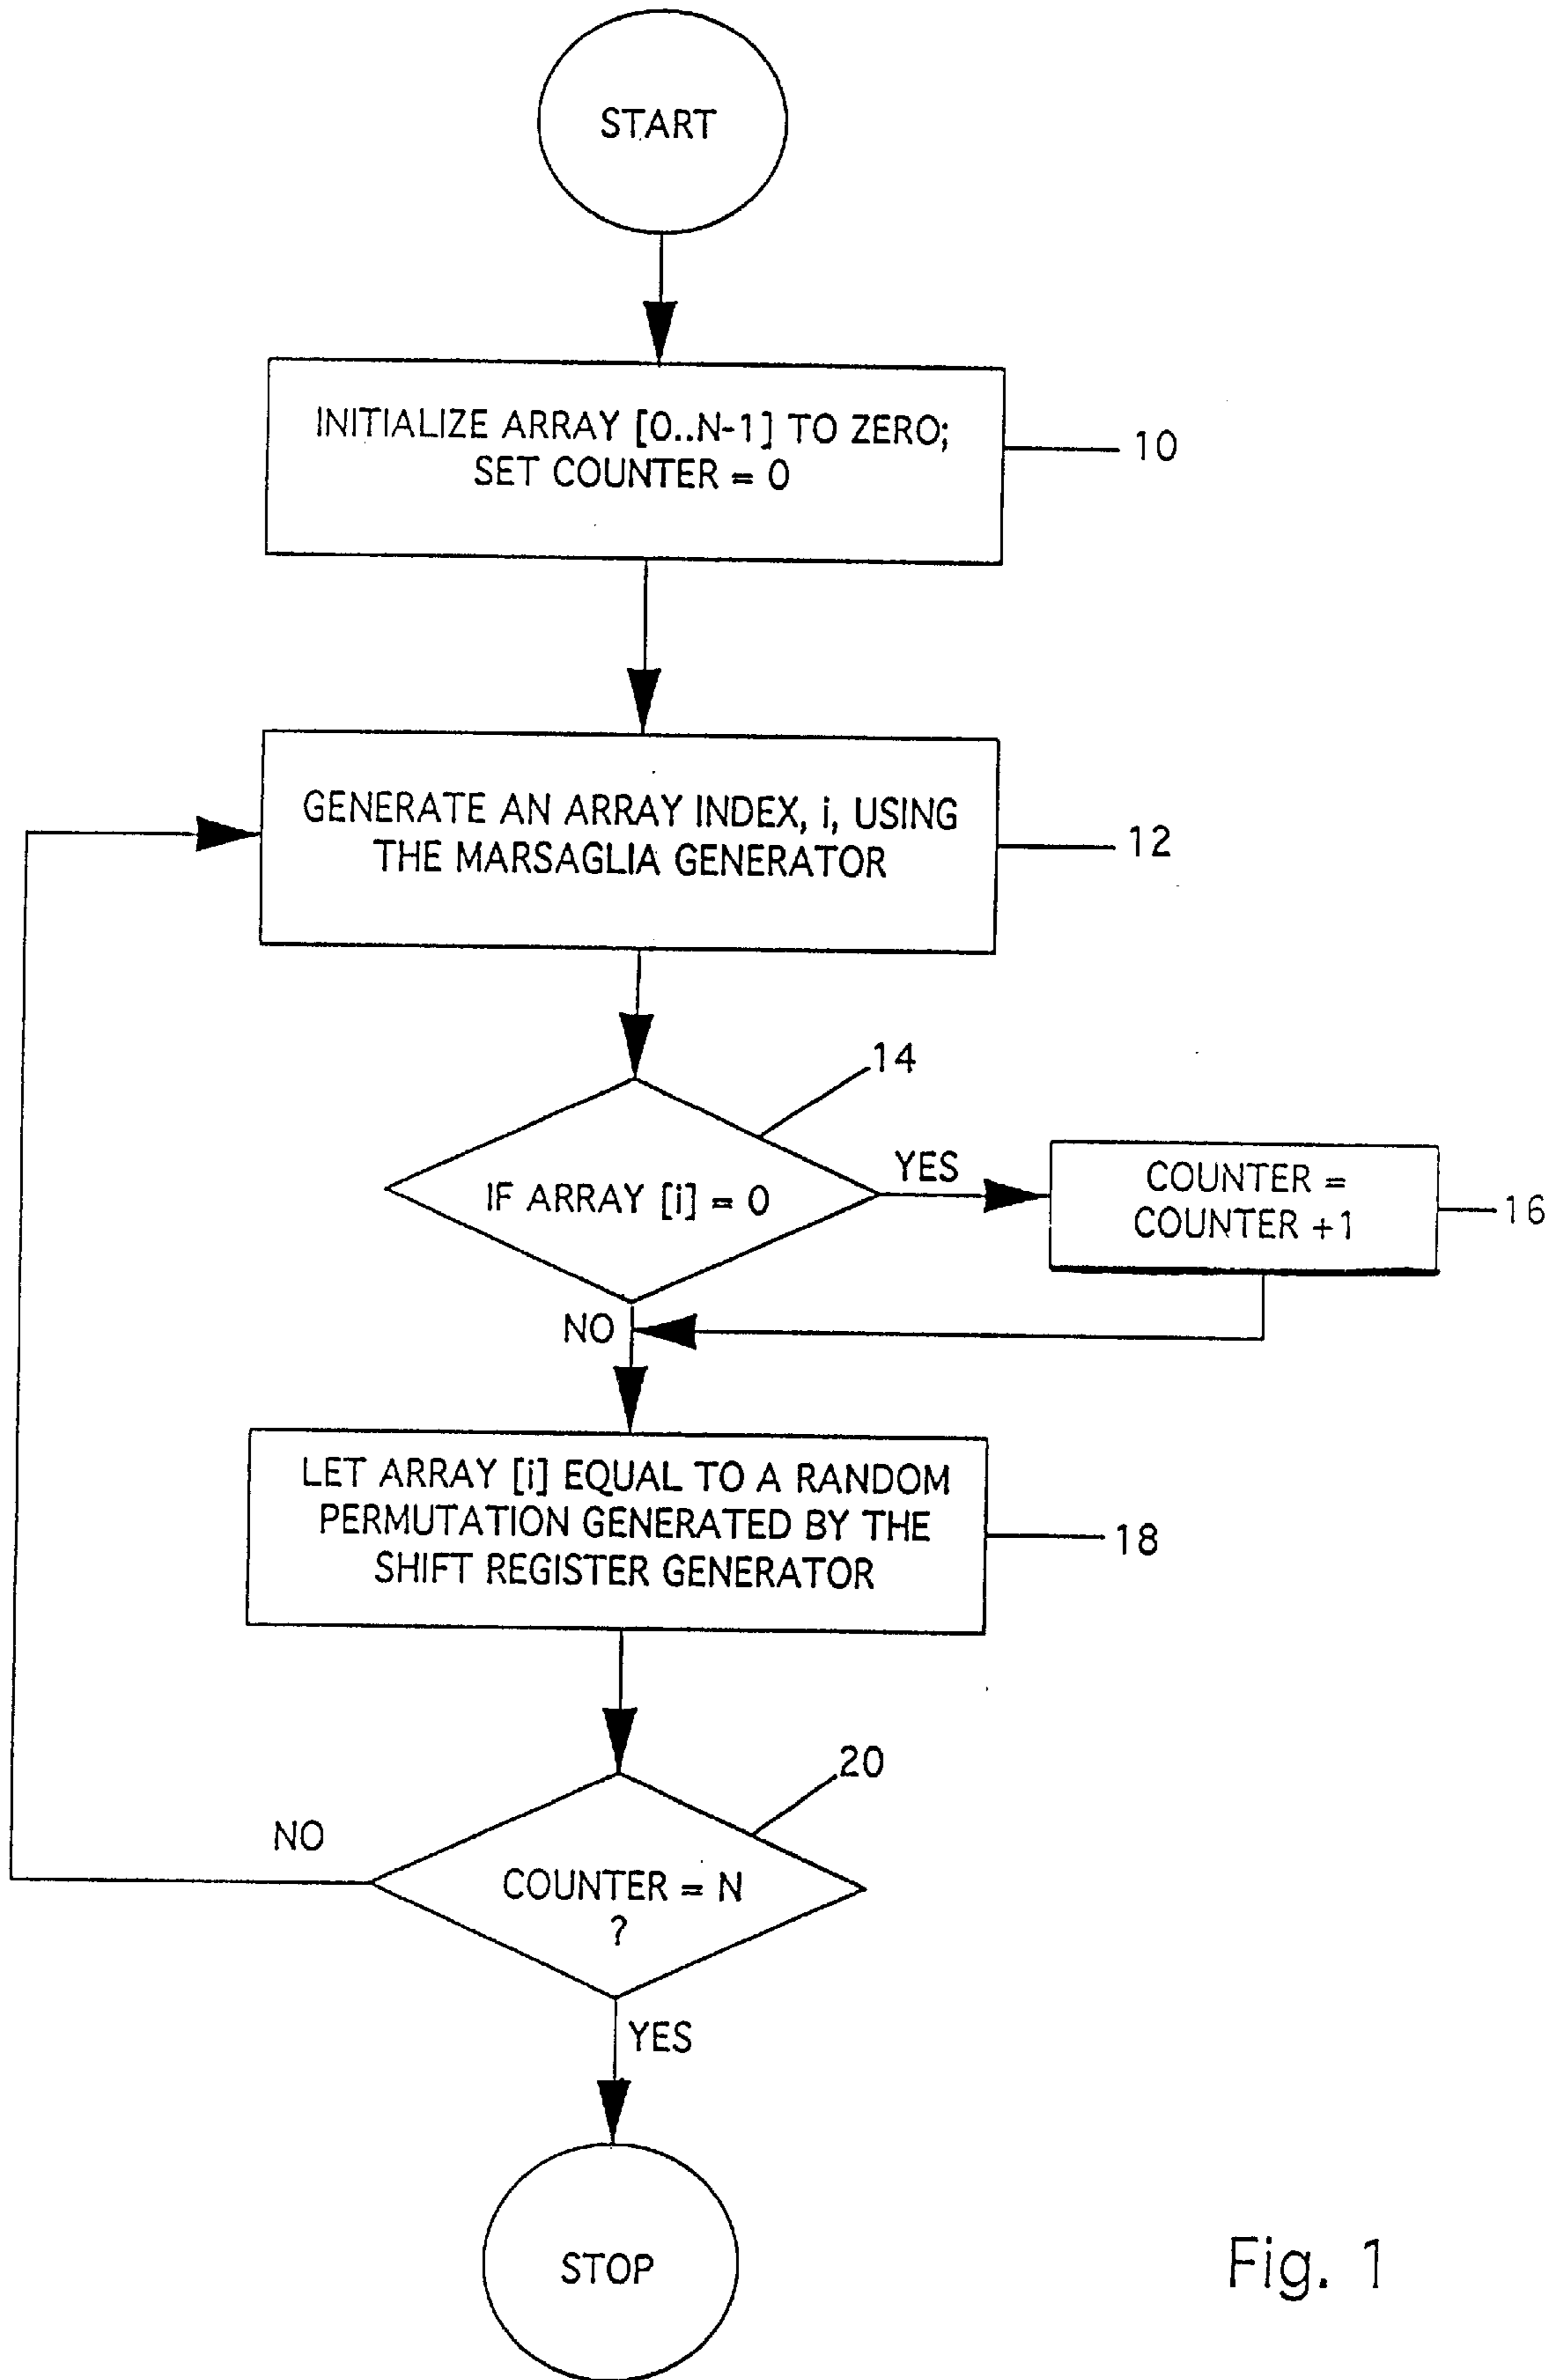 START
INITIALIZE ARRAY [0..N-1] TO ZERO;
SET COUNTER = 0
10
GENERATE AN ARRAY INDEX, i, USING
THE MARSAGLIA GENERATOR
12
14
IF ARRAY [i] = 0
YES
COUNTER =
COUNTER +1
16
NO
LET ARRAY [i] EQUAL TO A RANDOM
PERMUTATION GENERATED BY THE
SHIFT REGISTER GENERATOR
18
20
NO
COUNTER = N
?
YES
STOP
Fig. 1